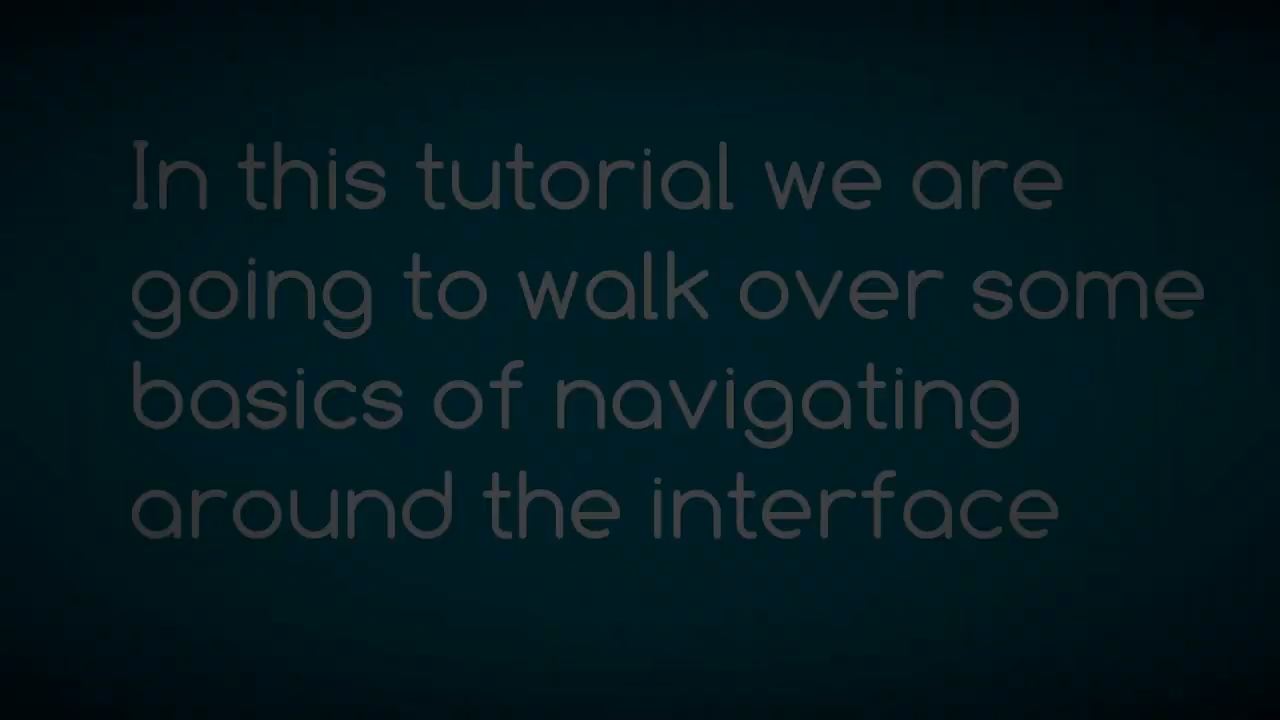 In this tutorial we are
going to walk over some
basics of navigating
around the interface